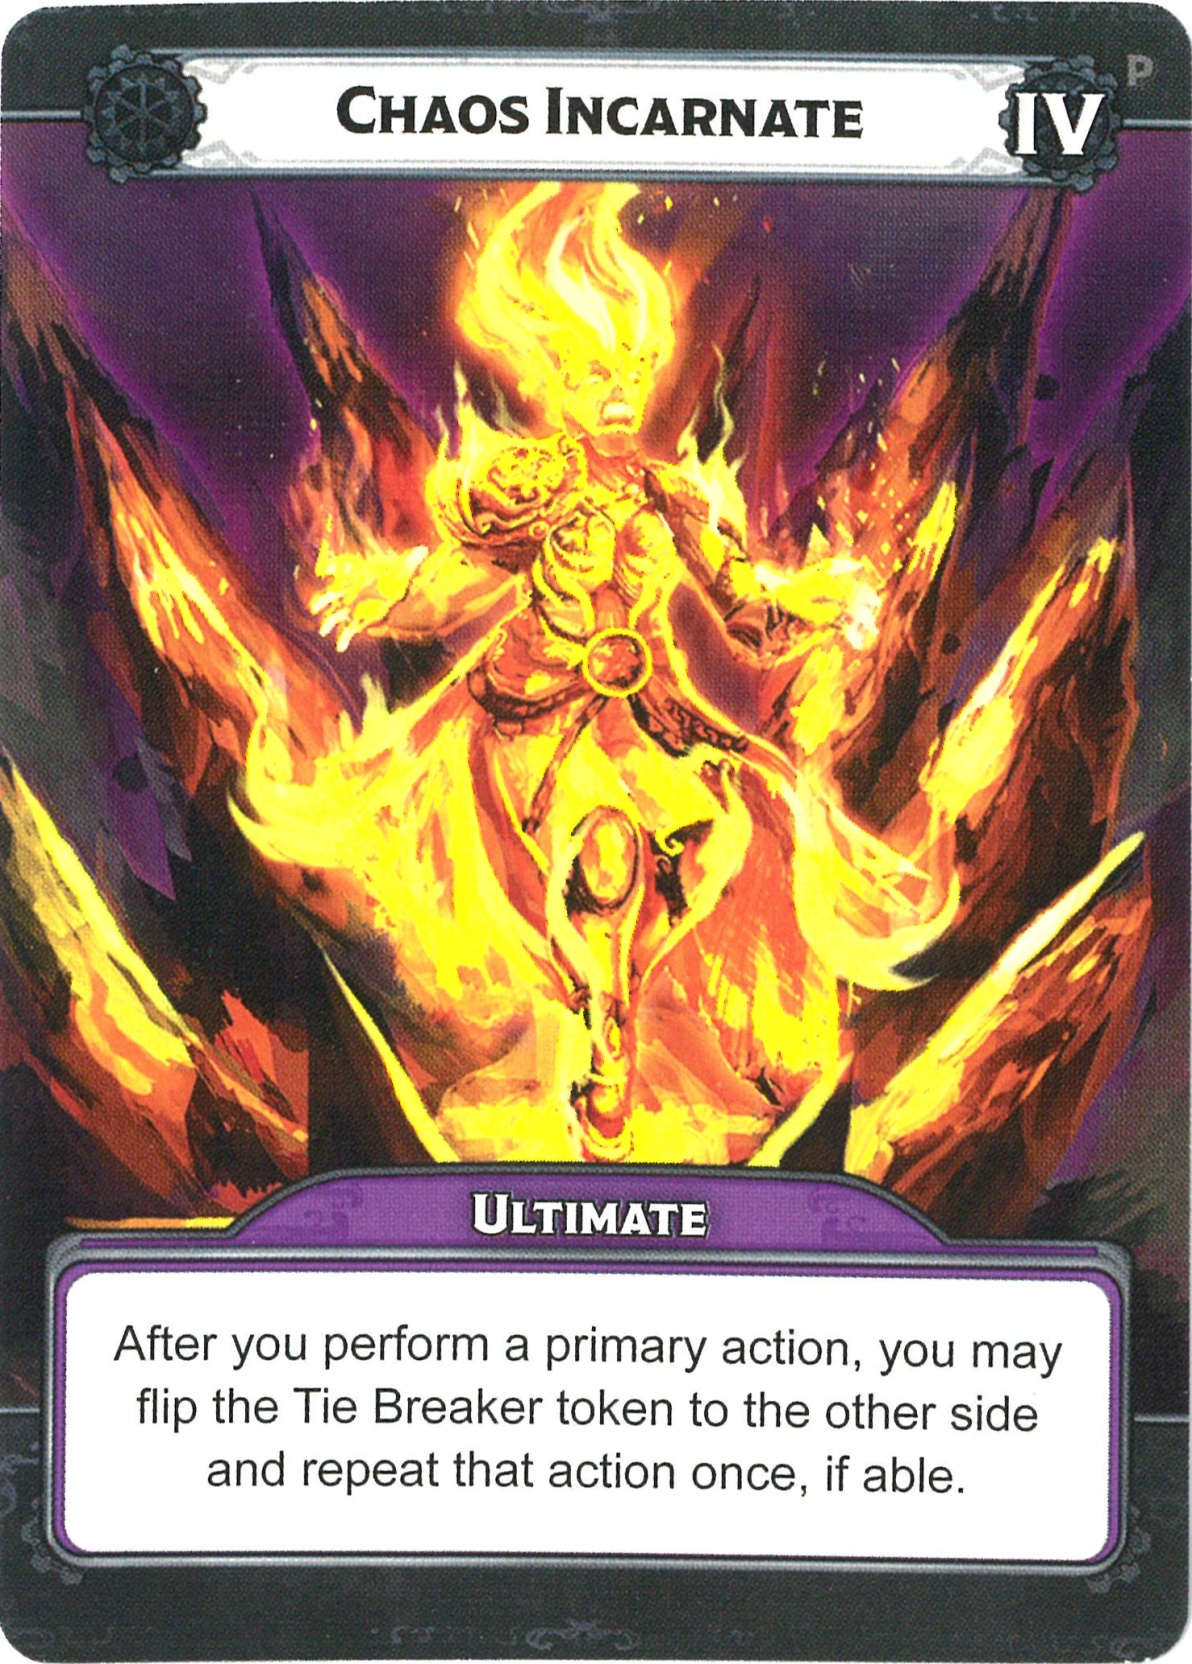 CHAOS INCARNATE
IV
P
ULTIMATE
After you perform a primary action, you may
flip the Tie Breaker token to the other side
and repeat that action once, if able.